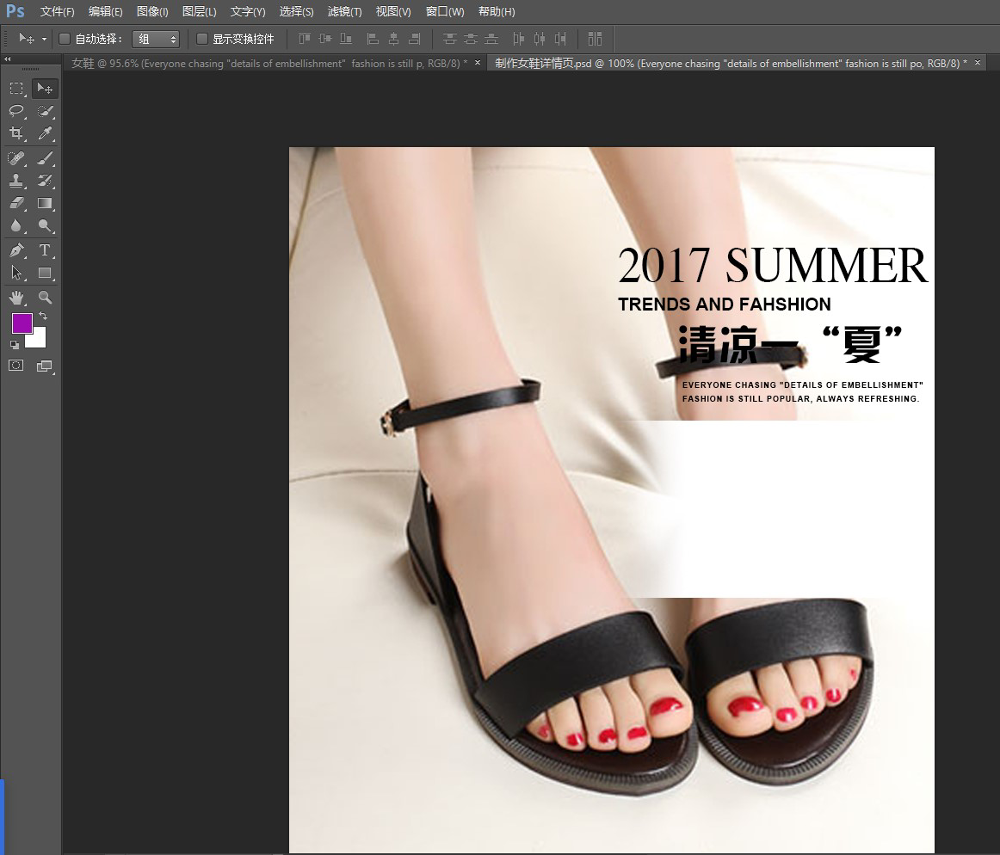 Ps 文件(F) 编辑(E) 图像(I) 图层(L) 文字(Y) 选择(S) 滤镜(T) 视图(V) 窗口(W) 帮助(H)
自动选择： 组 显示变换控件
女鞋 @ 95.6% (Everyone chasing "details of embellishment"  fashion is still p, RGB/8) * × 制作女鞋详情页.psd @ 100% (Everyone chasing "details of embellishment" fashion is still po, RGB/8) * ×
T
2017 SUMMER
TRENDS AND FAHSHION
清凉一“夏”
EVERYONE CHASING "DETAILS OF EMBELLISHMENT"
FASHION IS STILL POPULAR, ALWAYS REFRESHING.